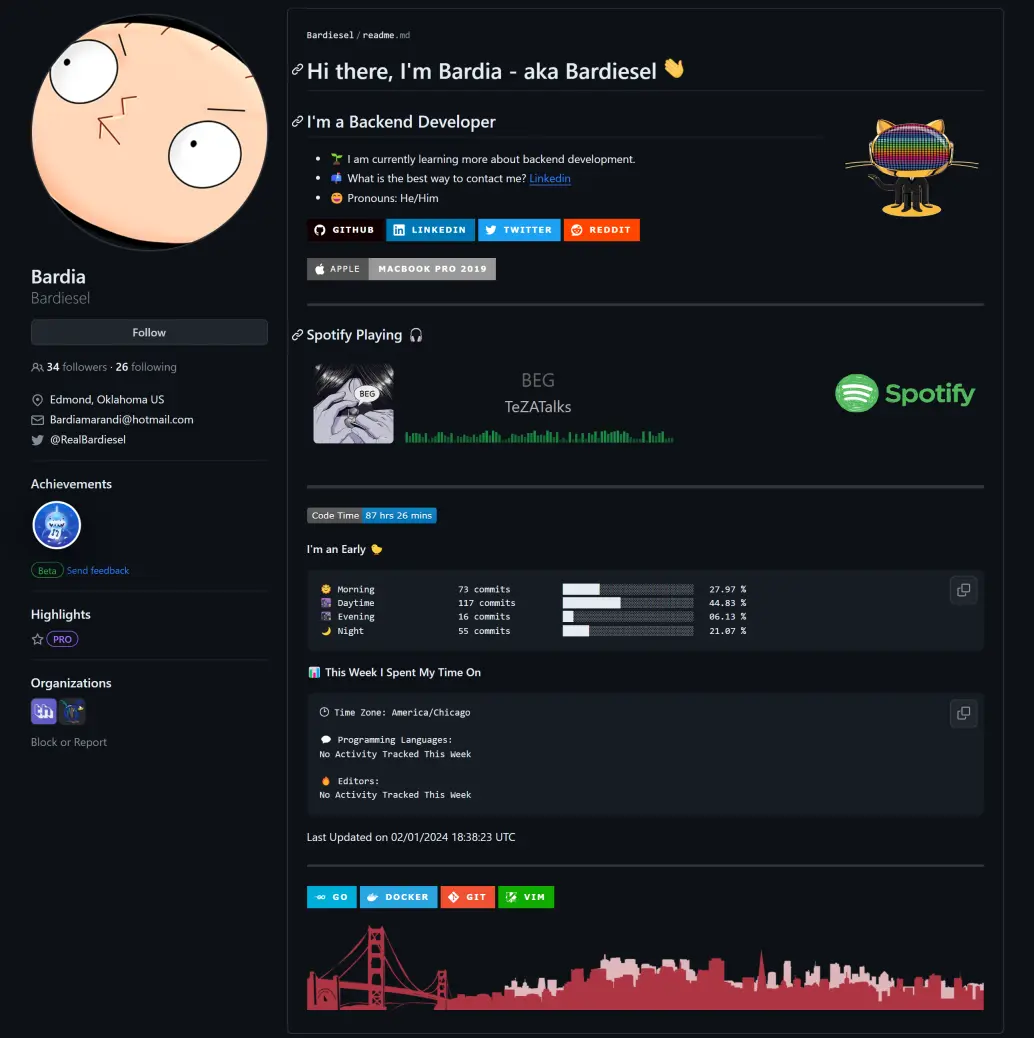 Bardia
Bardiesel
Follow
34 followers · 26 following
Edmond, Oklahoma US
Bardiamarandi@hotmail.com
@RealBardiesel
Achievements
Beta Send feedback
Highlights
PRO
Organizations
Block or Report
Bardiesel / readme.md
Hi there, I'm Bardia - aka Bardiesel 👋
I'm a Backend Developer
🌱 I am currently learning more about backend development.
📫 What is the best way to contact me? Linkedin
😄 Pronouns: He/Him
GITHUB LINKEDIN TWITTER REDDIT
APPLE MACBOOK PRO 2019
Spotify Playing 🎧
BEG
BEG
TeZATalks
Spotify
Code Time 87 hrs 26 mins
I'm an Early 🐤
🌞 Morning 73 commits 27.97 %
🌆 Daytime 117 commits 44.83 %
🌃 Evening 16 commits 06.13 %
🌙 Night 55 commits 21.07 %
📊 This Week I Spent My Time On
🕑 Time Zone: America/Chicago
💬 Programming Languages:
No Activity Tracked This Week
🔥 Editors:
No Activity Tracked This Week
Last Updated on 02/01/2024 18:38:23 UTC
GO DOCKER GIT VIM